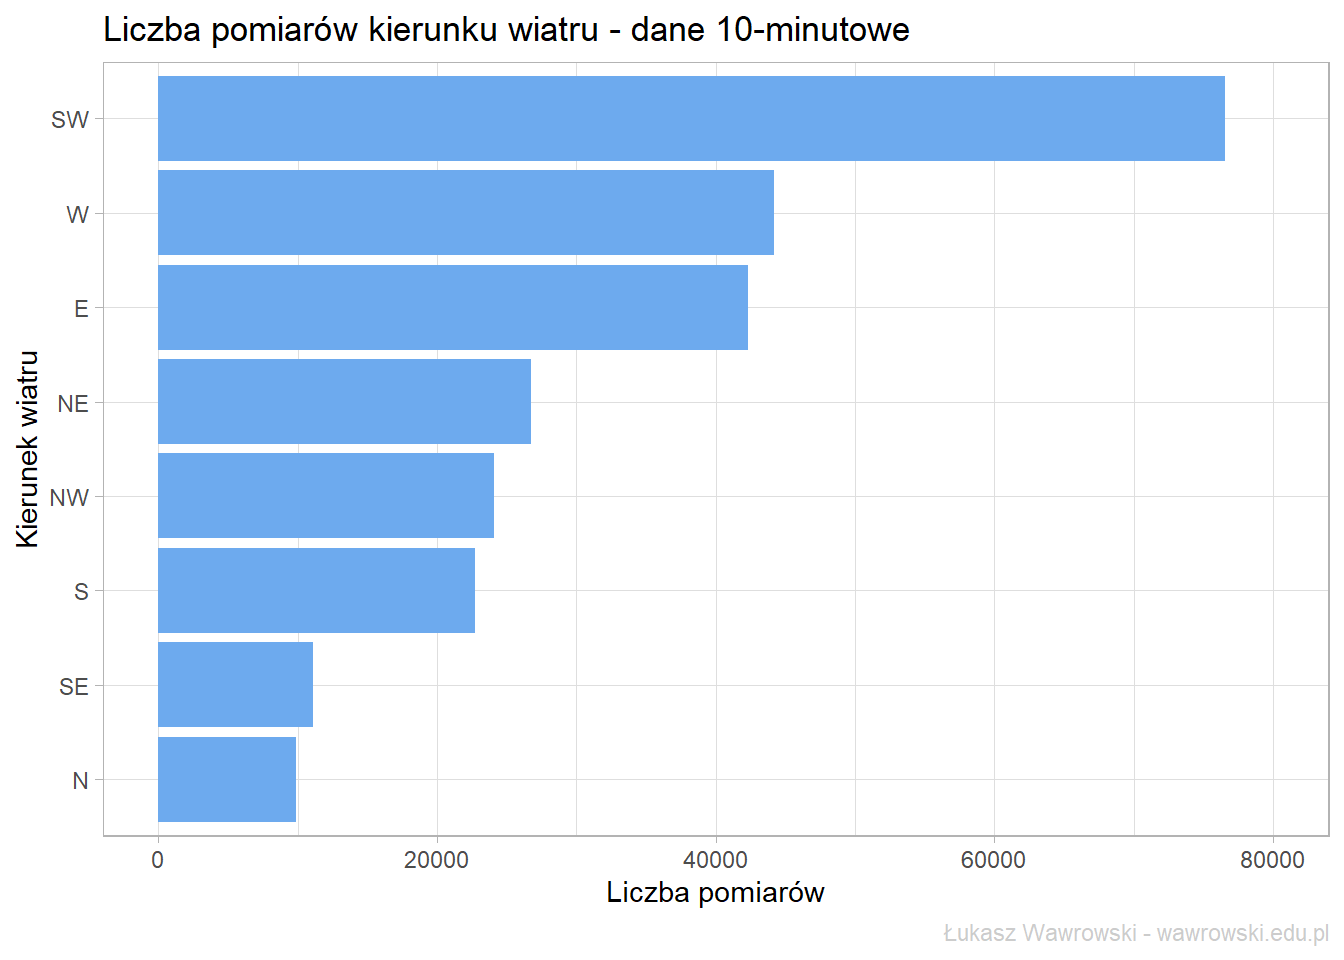 Liczba pomiarów kierunku wiatru - dane 10-minutowe
Kierunek wiatru
SW
W
E
NE
NW
S
SE
N
0 20000 40000 60000 80000
Liczba pomiarów
Łukasz Wawrowski - wawrowski.edu.pl